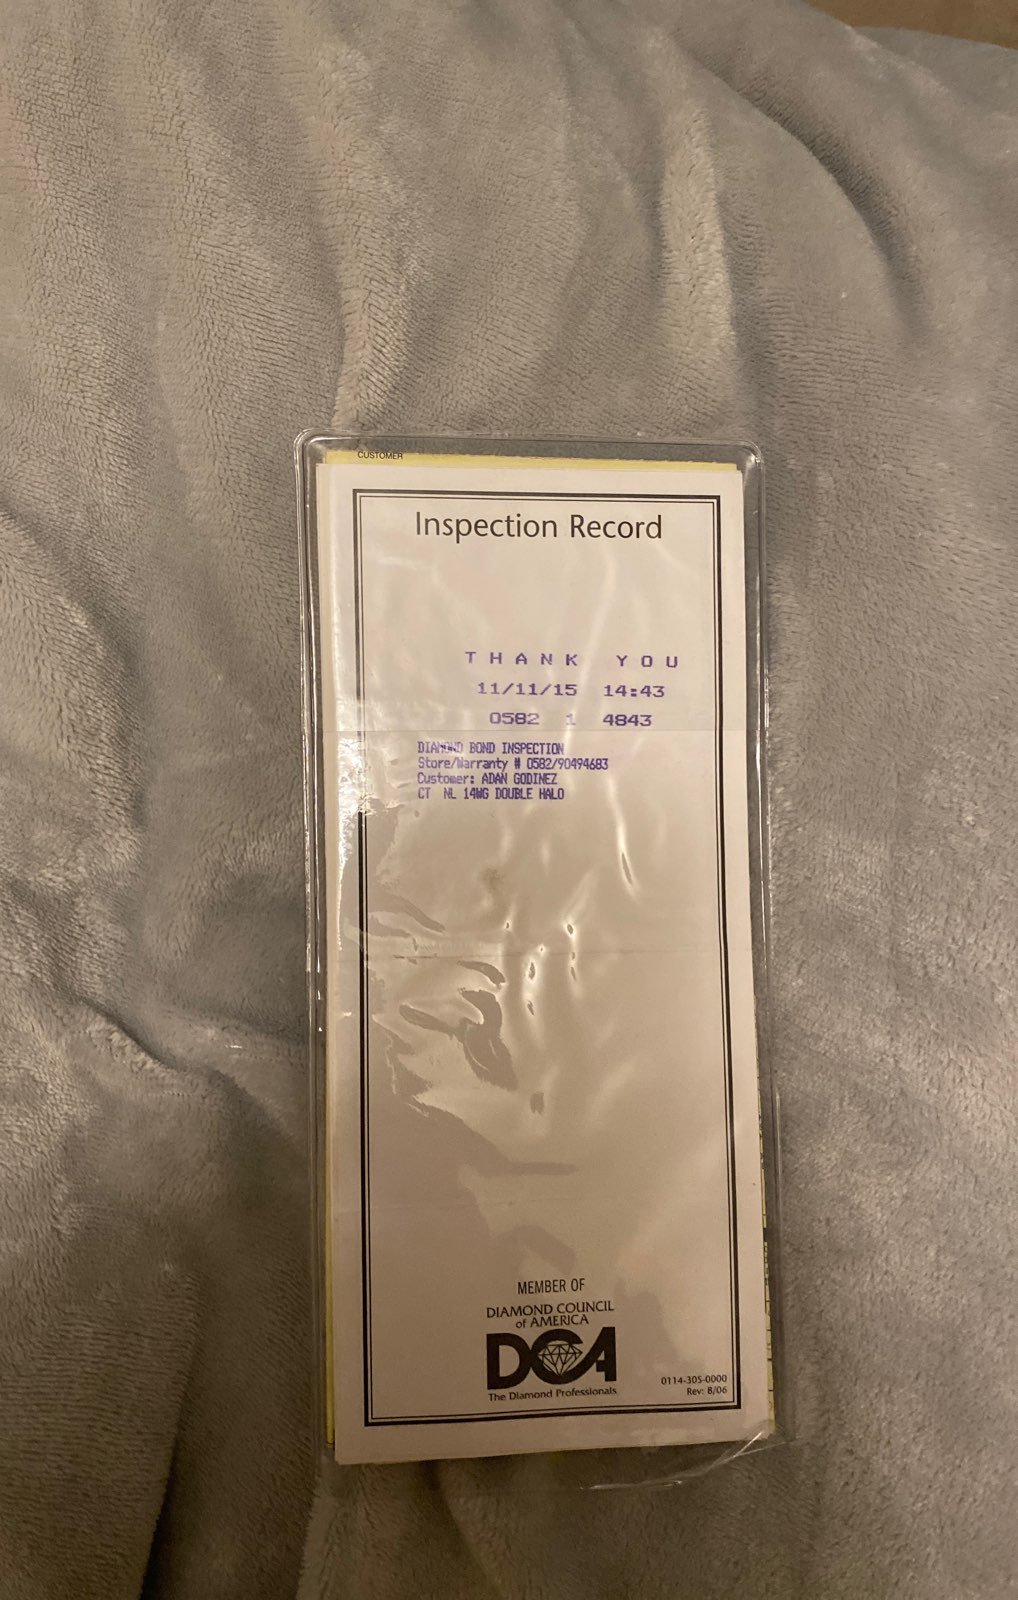 CUSTOMER
Inspection Record
THANK YOU
11/11/15 14:43
0582 1 4843
DIAMOND BOND INSPECTION
Store/Warranty # 0582/90494683
Customer: ADAN GODINEZ
CT NL 14WG DOUBLE HALO
MEMBER OF
DIAMOND COUNCIL
of AMERICA
DCA
The Diamond Professionals
0114-305-0000
Rev: 8/06